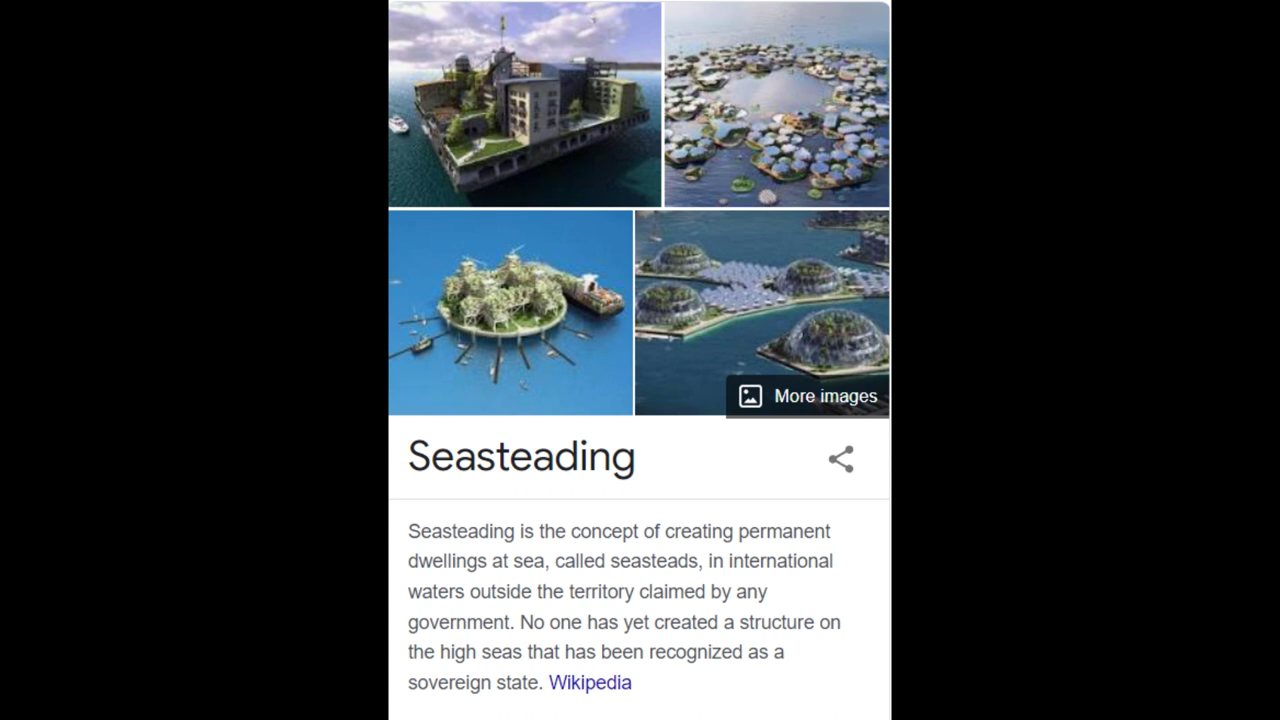 More images
Seasteading
Seasteading is the concept of creating permanent
dwellings at sea, called seasteads, in international
waters outside the territory claimed by any
government. No one has yet created a structure on
the high seas that has been recognized as a
sovereign state. Wikipedia